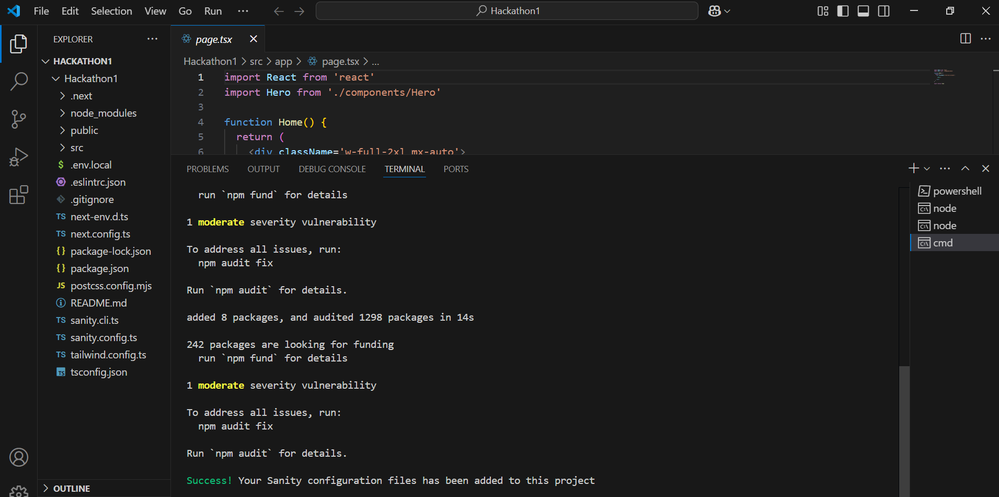 File Edit Selection View Go Run ···
Hackathon1
EXPLORER ···
HACKATHON1
Hackathon1
.next
node_modules
public
src
$ .env.local
.eslintrc.json
.gitignore
TS next-env.d.ts
TS next.config.ts
{} package-lock.json
{} package.json
JS postcss.config.mjs
README.md
TS sanity.cli.ts
TS sanity.config.ts
TS tailwind.config.ts
TS tsconfig.json
OUTLINE
page.tsx
Hackathon1 > src > app > page.tsx > ...
1 import React from 'react'
2 import Hero from './components/Hero'
3
4 function Home() {
5 return (
6 <div className='w-full-2xl mx-auto'>
PROBLEMS OUTPUT DEBUG CONSOLE TERMINAL PORTS
run `npm fund` for details
1 moderate severity vulnerability
To address all issues, run:
npm audit fix
Run `npm audit` for details.
added 8 packages, and audited 1298 packages in 14s
242 packages are looking for funding
run `npm fund` for details
1 moderate severity vulnerability
To address all issues, run:
npm audit fix
Run `npm audit` for details.
Success! Your Sanity configuration files has been added to this project
powershell
node
node
cmd